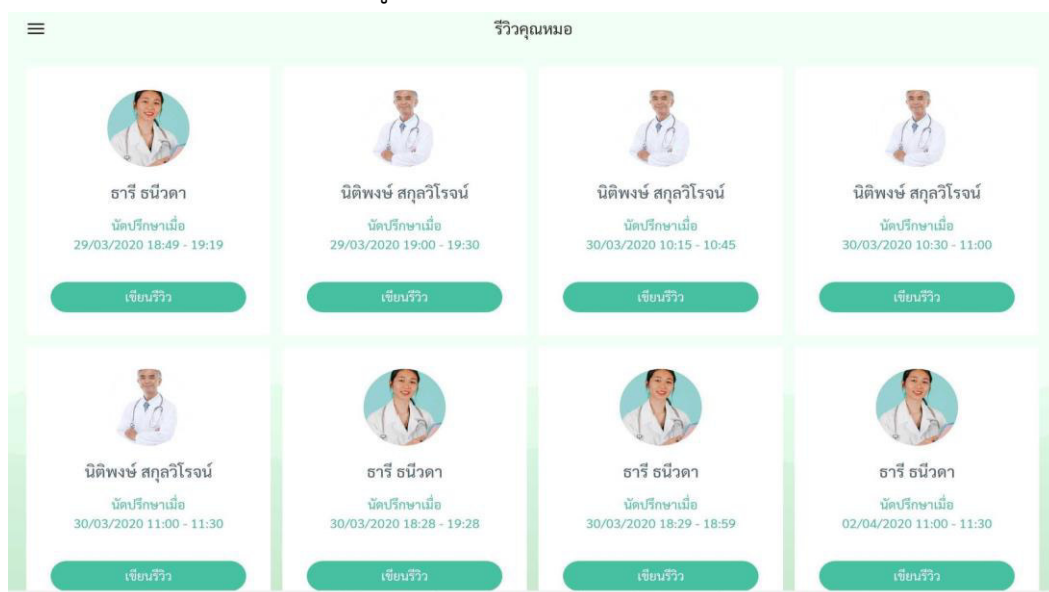 รีวิวคุณหมอ
ธารี ธนีวดา
นัดปรึกษาเมื่อ
29/03/2020 18:49 - 19:19
เขียนรีวิว
นิติพงษ์ สกุลวิโรจน์
นัดปรึกษาเมื่อ
29/03/2020 19:00 - 19:30
เขียนรีวิว
นิติพงษ์ สกุลวิโรจน์
นัดปรึกษาเมื่อ
30/03/2020 10:15 - 10:45
เขียนรีวิว
นิติพงษ์ สกุลวิโรจน์
นัดปรึกษาเมื่อ
30/03/2020 10:30 - 11:00
เขียนรีวิว
นิติพงษ์ สกุลวิโรจน์
นัดปรึกษาเมื่อ
30/03/2020 11:00 - 11:30
เขียนรีวิว
ธารี ธนีวดา
นัดปรึกษาเมื่อ
30/03/2020 18:28 - 19:28
เขียนรีวิว
ธารี ธนีวดา
นัดปรึกษาเมื่อ
30/03/2020 18:29 - 18:59
เขียนรีวิว
ธารี ธนีวดา
นัดปรึกษาเมื่อ
02/04/2020 11:00 - 11:30
เขียนรีวิว